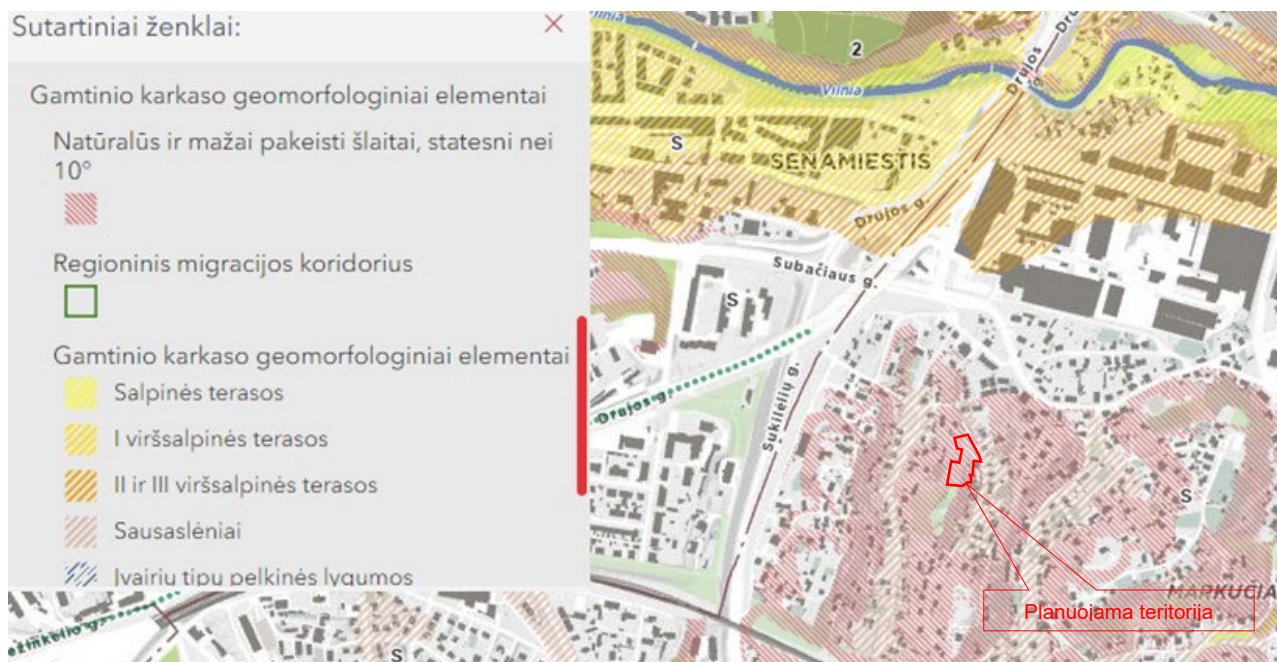 Sutartiniai ženklai:
Gamtinio karkaso geomorfologiniai elementai
Natūralūs ir mažai pakeisti šlaitai, statesni nei
10°
Regioninis migracijos koridorius
Gamtinio karkaso geomorfologiniai elementai
Salpinės terasos
I viršsalpinės terasos
II ir III viršsalpinės terasos
Sausaslėniai
Įvairių tipų pelkinės lygumos
2
Drujos g.
Vilnia
S
SENAMIESTIS
Drujos g.
Subačiaus g.
S
Drujos g.
Sukilėlių g.
S
MARKUČIA
Planuojama teritorija
ežinkelio g.
S